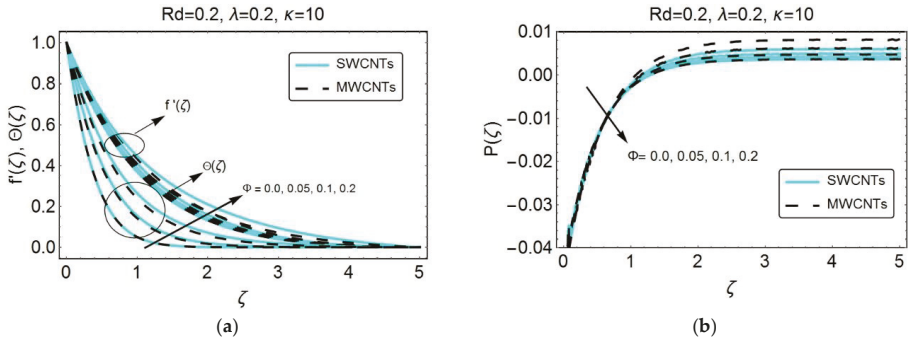 Rd=0.2, λ=0.2, κ=10
f'(ζ), Θ(ζ)
1.0
0.8
0.6
0.4
0.2
0.0
SWCNTs
MWCNTs
f '(ζ)
Θ(ζ)
Φ = 0.0, 0.05, 0.1, 0.2
0 1 2 3 4 5
ζ
(a)
Rd=0.2, λ=0.2, κ=10
P(ζ)
0.01
0.00
−0.01
−0.02
−0.03
−0.04
Φ= 0.0, 0.05, 0.1, 0.2
SWCNTs
MWCNTs
0 1 2 3 4 5
ζ
(b)